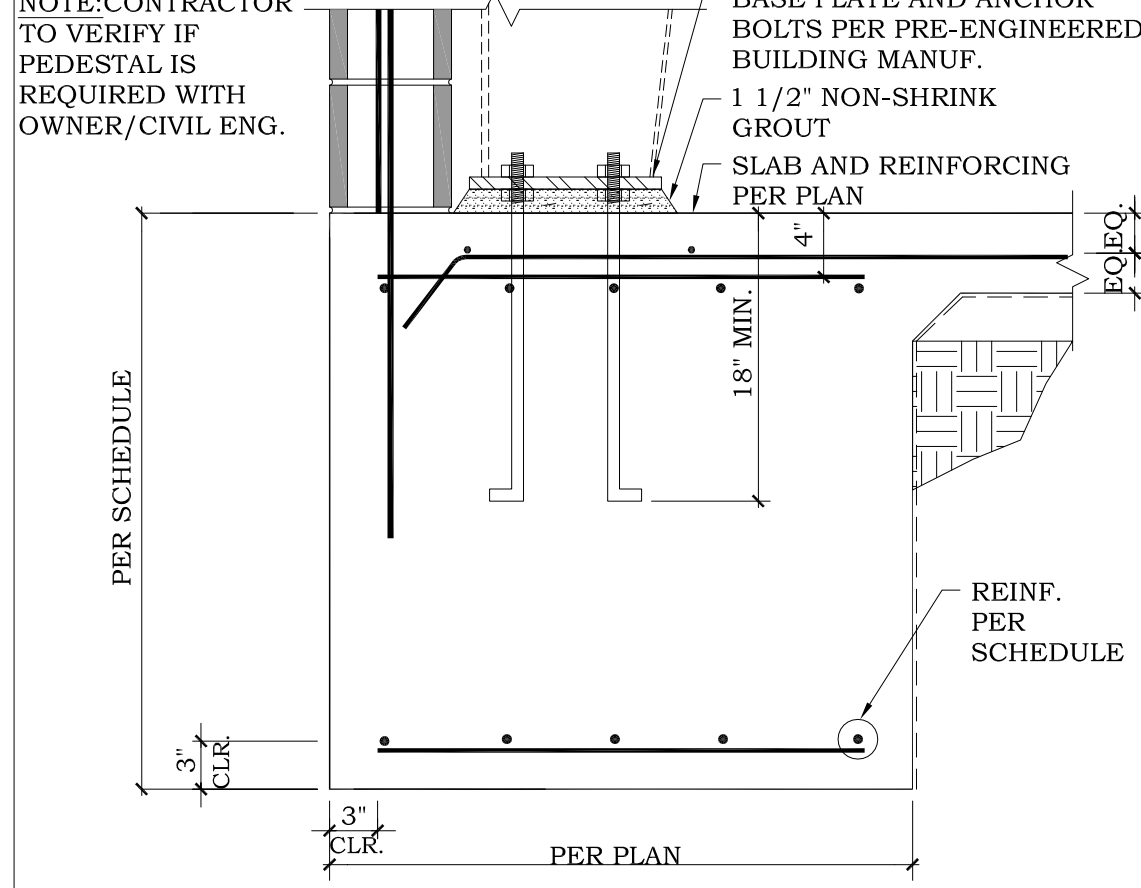 NOTE:CONTRACTOR
TO VERIFY IF
PEDESTAL IS
REQUIRED WITH
OWNER/CIVIL ENG.
BASE PLATE AND ANCHOR
BOLTS PER PRE-ENGINEERED
BUILDING MANUF.
1 1/2" NON-SHRINK
GROUT
SLAB AND REINFORCING
PER PLAN
4"
EQ.
EQ.
18" MIN.
PER SCHEDULE
REINF.
PER
SCHEDULE
3"
CLR.
3"
CLR.
PER PLAN